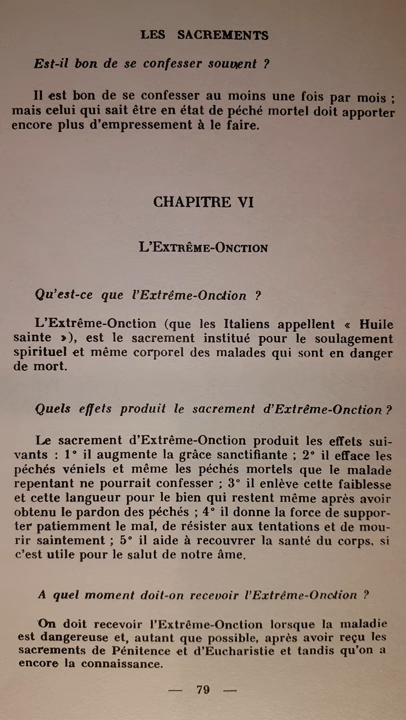 LES SACREMENTS
Est-il bon de se confesser souvent ?
Il est bon de se confesser au moins une fois par mois ;
mais celui qui sait être en état de péché mortel doit apporter
encore plus d'empressement à le faire.
CHAPITRE VI
L'EXTRÊME-ONCTION
Qu'est-ce que l'Extrême-Onction ?
L'Extrême-Onction (que les Italiens appellent « Huile
sainte »), est le sacrement institué pour le soulagement
spirituel et même corporel des malades qui sont en danger
de mort.
Quels effets produit le sacrement d'Extrême-Onction ?
Le sacrement d'Extrême-Onction produit les effets sui-
vants : 1° il augmente la grâce sanctifiante ; 2° il efface les
péchés véniels et même les péchés mortels que le malade
repentant ne pourrait confesser ; 3° il enlève cette faiblesse
et cette langueur pour le bien qui restent même après avoir
obtenu le pardon des péchés ; 4° il donne la force de suppor-
ter patiemment le mal, de résister aux tentations et de mou-
rir saintement ; 5° il aide à recouvrer la santé du corps, si
c'est utile pour le salut de notre âme.
A quel moment doit-on recevoir l'Extrême-Onction ?
On doit recevoir l'Extrême-Onction lorsque la maladie
est dangereuse et, autant que possible, après avoir reçu les
sacrements de Pénitence et d'Eucharistie et tandis qu'on a
encore la connaissance.
— 79 —